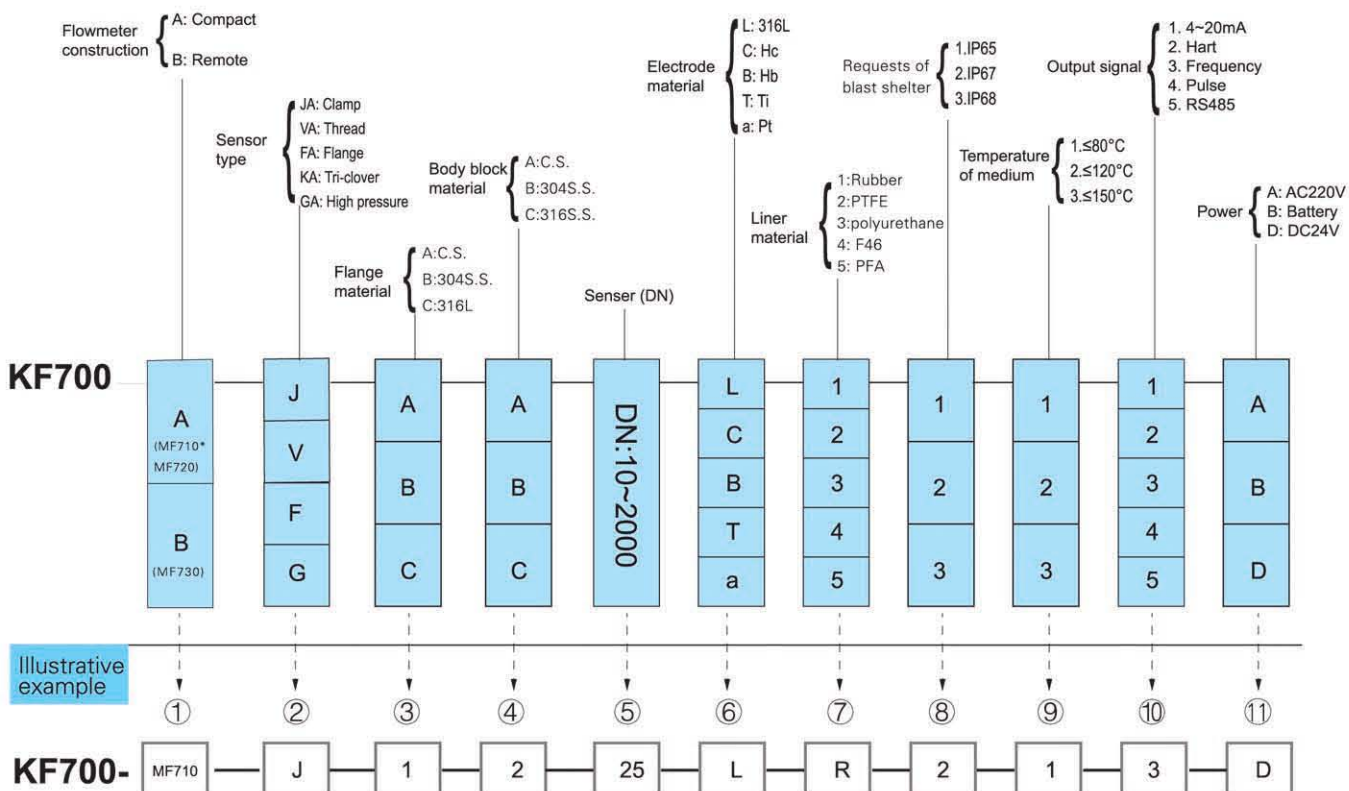 Flowmeter
construction
A: Compact
B: Remote
Sensor
type
JA: Clamp
VA: Thread
FA: Flange
KA: Tri-clover
GA: High pressure
Flange
material
A:C.S.
B:304S.S.
C:316L
Body block
material
A:C.S.
B:304S.S.
C:316S.S.
Senser (DN)
Electrode
material
L: 316L
C: Hc
B: Hb
T: Ti
a: Pt
Liner
material
1:Rubber
2:PTFE
3:polyurethane
4: F46
5: PFA
Requests of
blast shelter
1.IP65
2.IP67
3.IP68
Temperature
of medium
1.≤80°C
2.≤120°C
3.≤150°C
Output signal
1. 4~20mA
2. Hart
3. Frequency
4. Pulse
5. RS485
Power
A: AC220V
B: Battery
D: DC24V
KF700
A
(MF710*
MF720)
B
(MF730)
J
V
F
G
A
B
C
A
B
C
DN:10~2000
L
C
B
T
a
1
2
3
4
5
1
2
3
1
2
3
1
2
3
4
5
A
B
D
Illustrative
example
① ② ③ ④ ⑤ ⑥ ⑦ ⑧ ⑨ ⑩ ⑪
KF700- MF710 J 1 2 25 L R 2 1 3 D